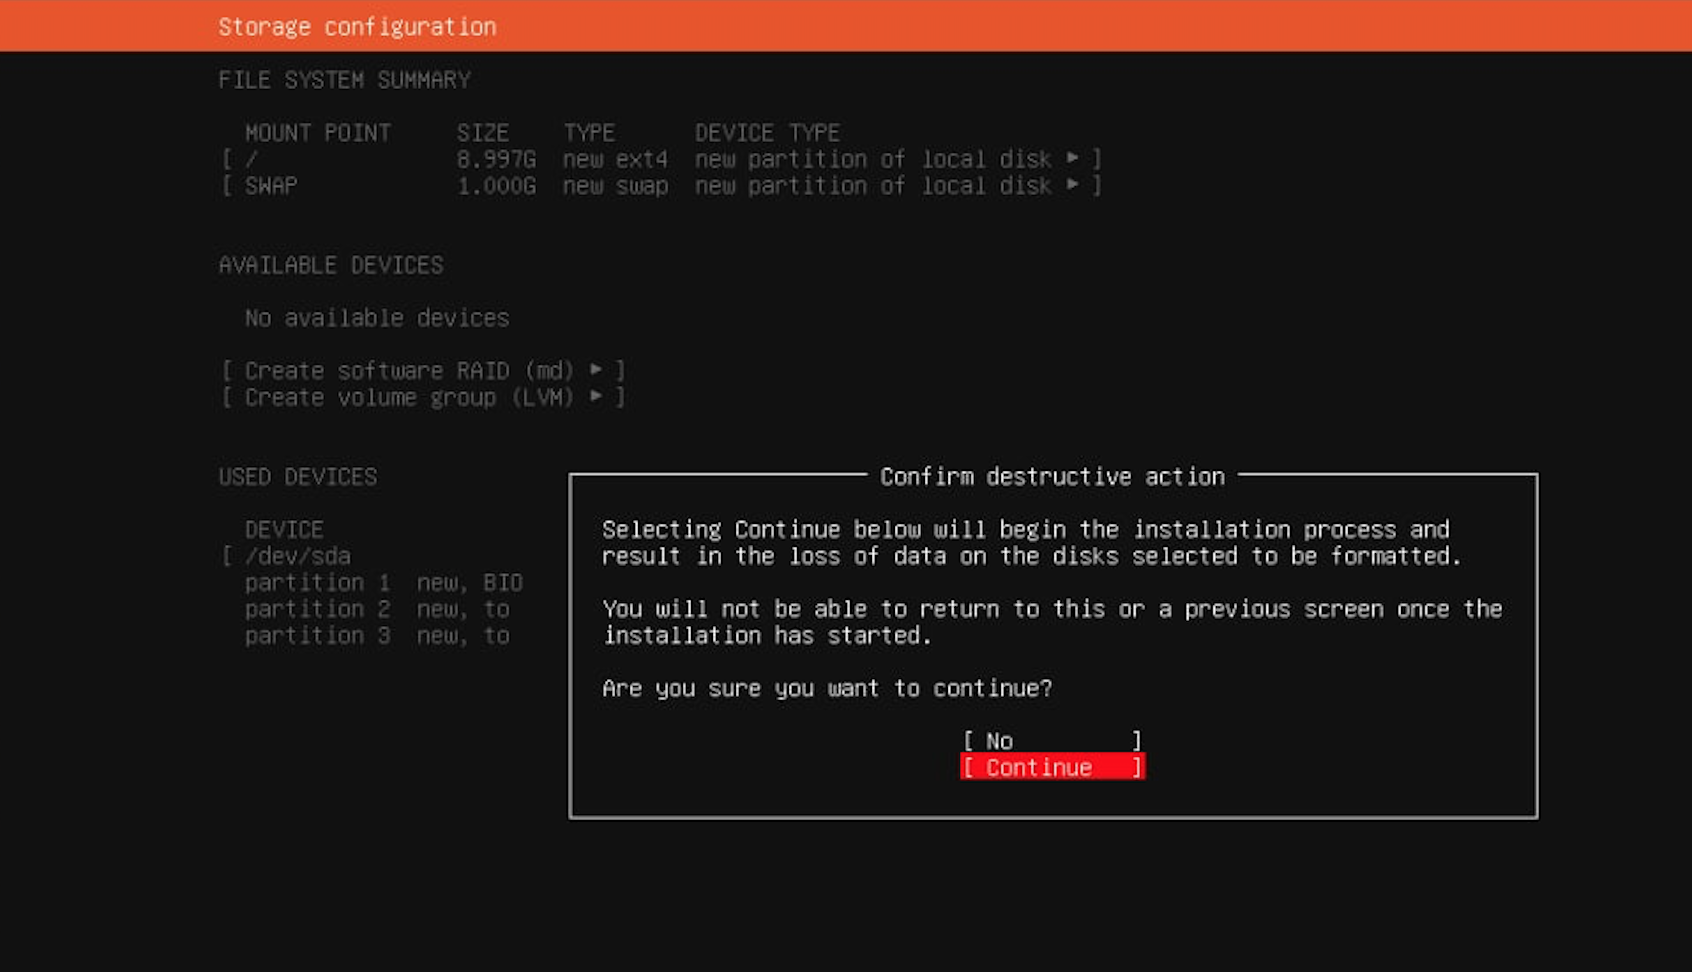 Storage configuration
FILE SYSTEM SUMMARY
MOUNT POINT SIZE TYPE DEVICE TYPE
[ / 8.997G new ext4 new partition of local disk ▸ ]
[ SWAP 1.000G new swap new partition of local disk ▸ ]
AVAILABLE DEVICES
No available devices
[ Create software RAID (md) ▸ ]
[ Create volume group (LVM) ▸ ]
USED DEVICES
DEVICE
[ /dev/sda
partition 1 new, BIO
partition 2 new, to
partition 3 new, to
Confirm destructive action
Selecting Continue below will begin the installation process and
result in the loss of data on the disks selected to be formatted.
You will not be able to return to this or a previous screen once the
installation has started.
Are you sure you want to continue?
[ No ]
[ Continue ]